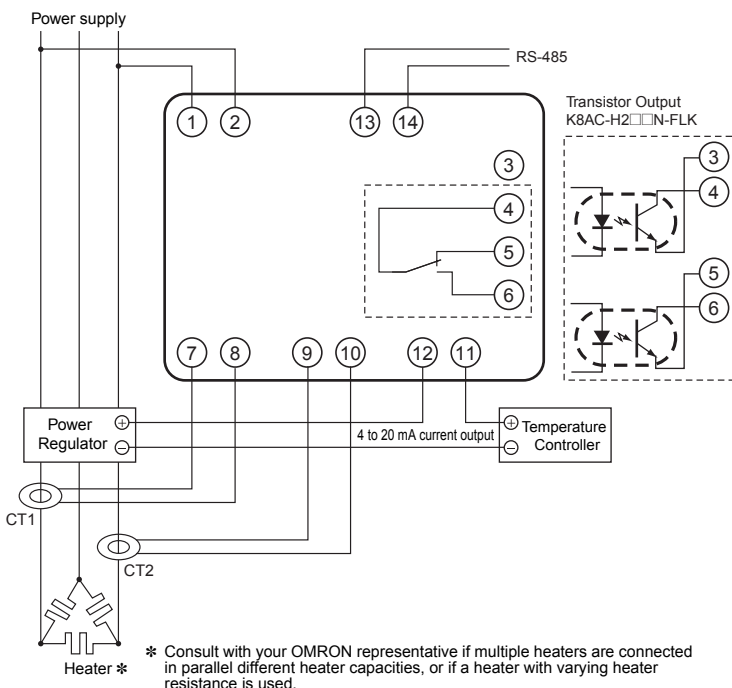 Power supply
RS-485
1
2
13
14
Transistor Output
K8AC-H2□□N-FLK
3
4
5
6
3
4
5
6
7
8
9
10
12
11
Power
Regulator
+
−
4 to 20 mA current output
+
−
Temperature
Controller
CT1
CT2
Heater *
* Consult with your OMRON representative if multiple heaters are connected
in parallel different heater capacities, or if a heater with varying heater
resistance is used.